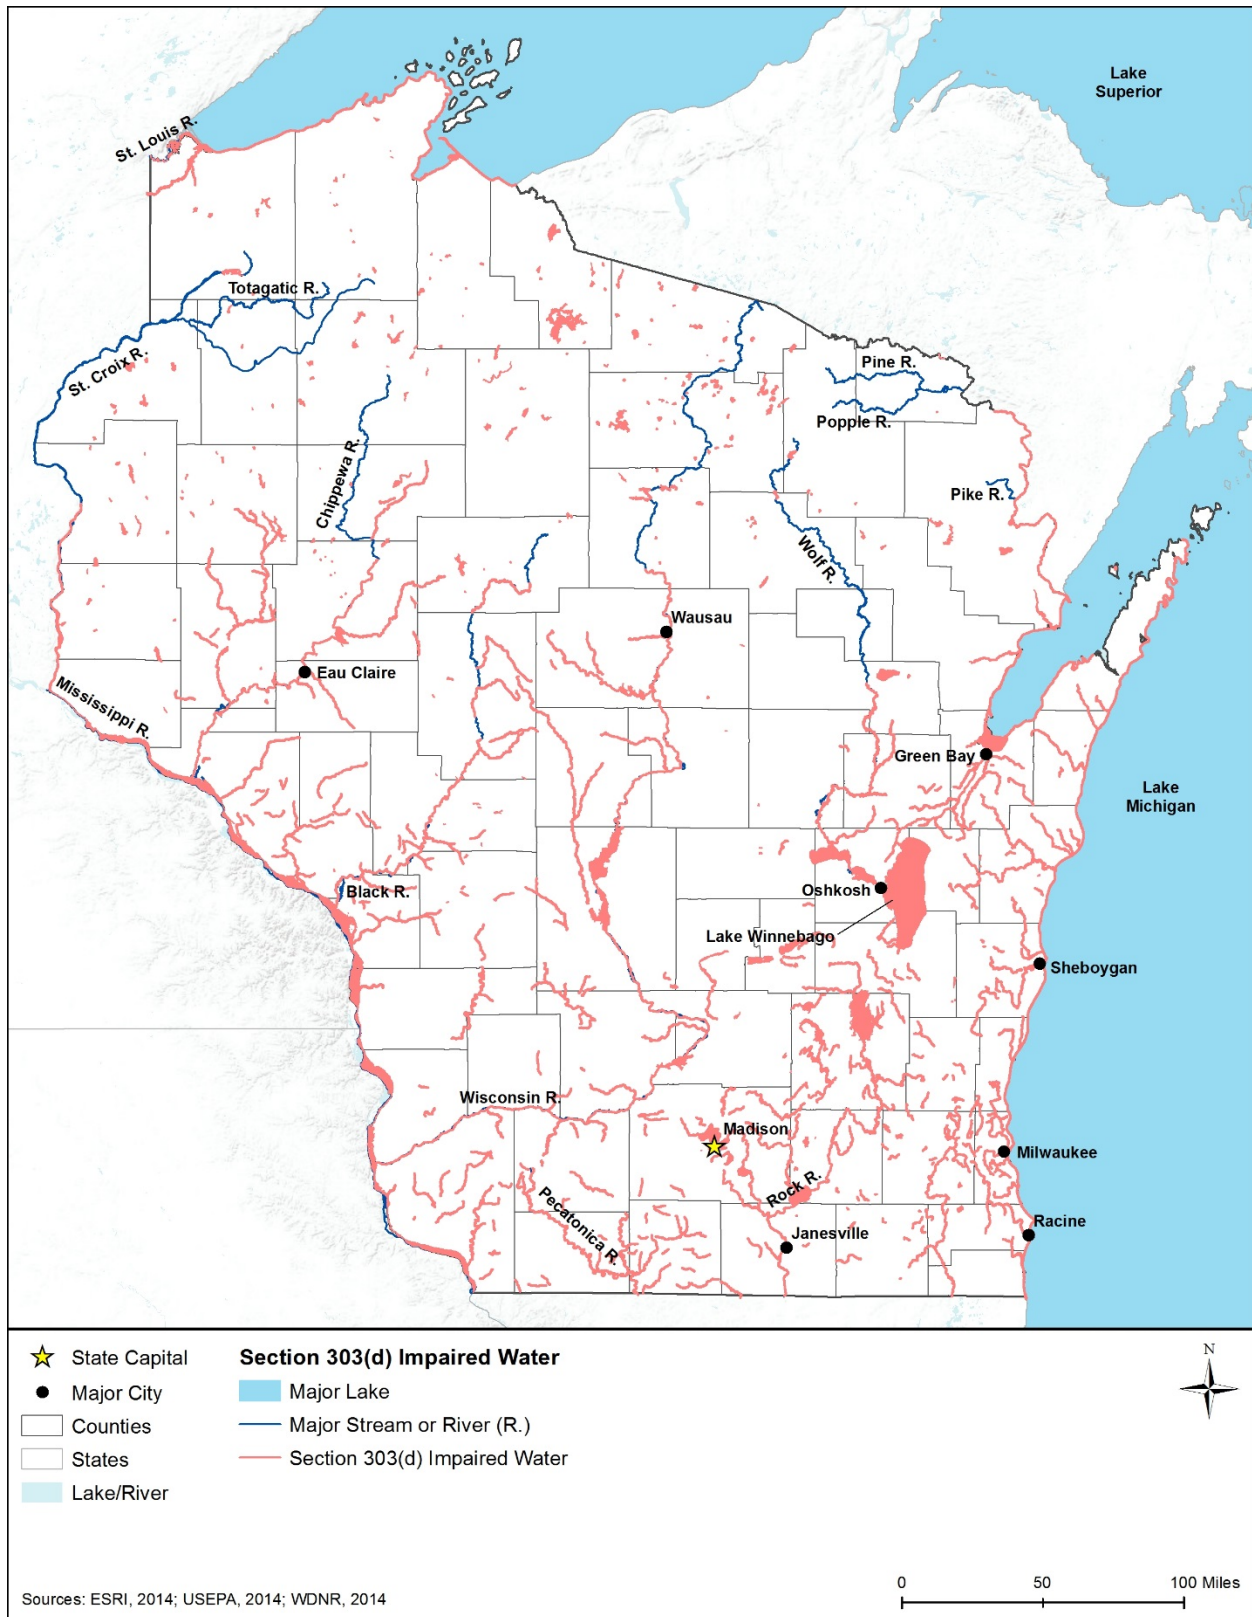 Lake
Superior
St. Louis R.
Totagatic R.
St. Croix R.
Pine R.
Popple R.
Chippewa R.
Pike R.
Wolf R.
Wausau
Eau Claire
Mississippi R.
Green Bay
Lake
Michigan
Black R.
Oshkosh
Lake Winnebago
Sheboygan
Wisconsin R.
Madison
Milwaukee
Rock R.
Pecatonica R.
Racine
Janesville
State Capital
Major City
Counties
States
Lake/River
Section 303(d) Impaired Water
Major Lake
Major Stream or River (R.)
Section 303(d) Impaired Water
N
Sources: ESRI, 2014; USEPA, 2014; WDNR, 2014
0 50 100 Miles